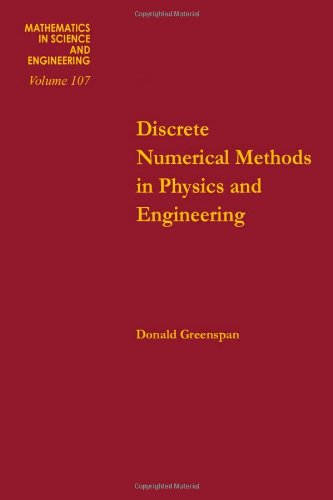 MATHEMATICS
IN SCIENCE
AND
ENGINEERING
Volume 107
Discrete
Numerical Methods
in Physics and
Engineering
Donald Greenspan